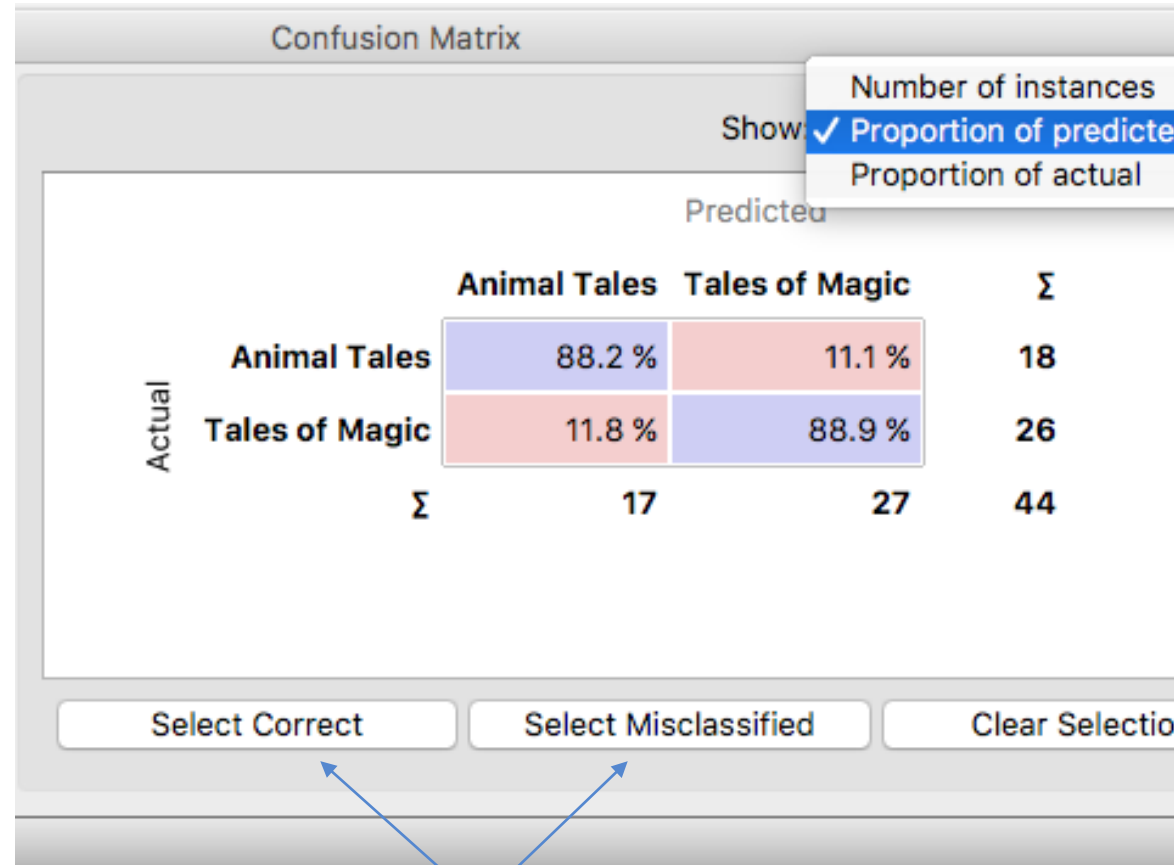 Confusion Matrix
Number of instances
Show: ✓ Proportion of predicte
Proportion of actual
Predicted
Animal Tales Tales of Magic Σ
Animal Tales 88.2 % 11.1 % 18
Actual
Tales of Magic 11.8 % 88.9 % 26
Σ 17 27 44
Select Correct Select Misclassified Clear Selectio